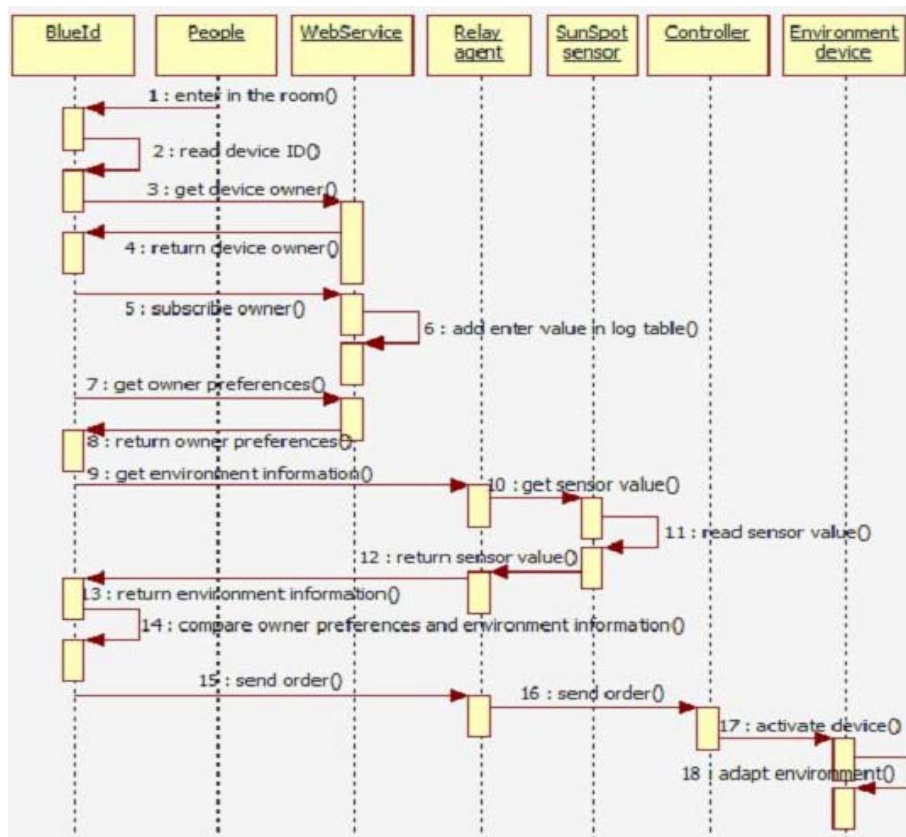 BlueId
People
WebService
Relay
agent
SunSpot
sensor
Controller
Environment
device
1 : enter in the room()
2 : read device ID()
3 : get device owner()
4 : return device owner()
5 : subscribe owner()
6 : add enter value in log table()
7 : get owner preferences()
8 : return owner preferences()
9 : get environment information()
10 : get sensor value()
11 : read sensor value()
12 : return sensor value()
13 : return environment information()
14 : compare owner preferences and environment information()
15 : send order()
16 : send order()
17 : activate device()
18 : adapt environment()